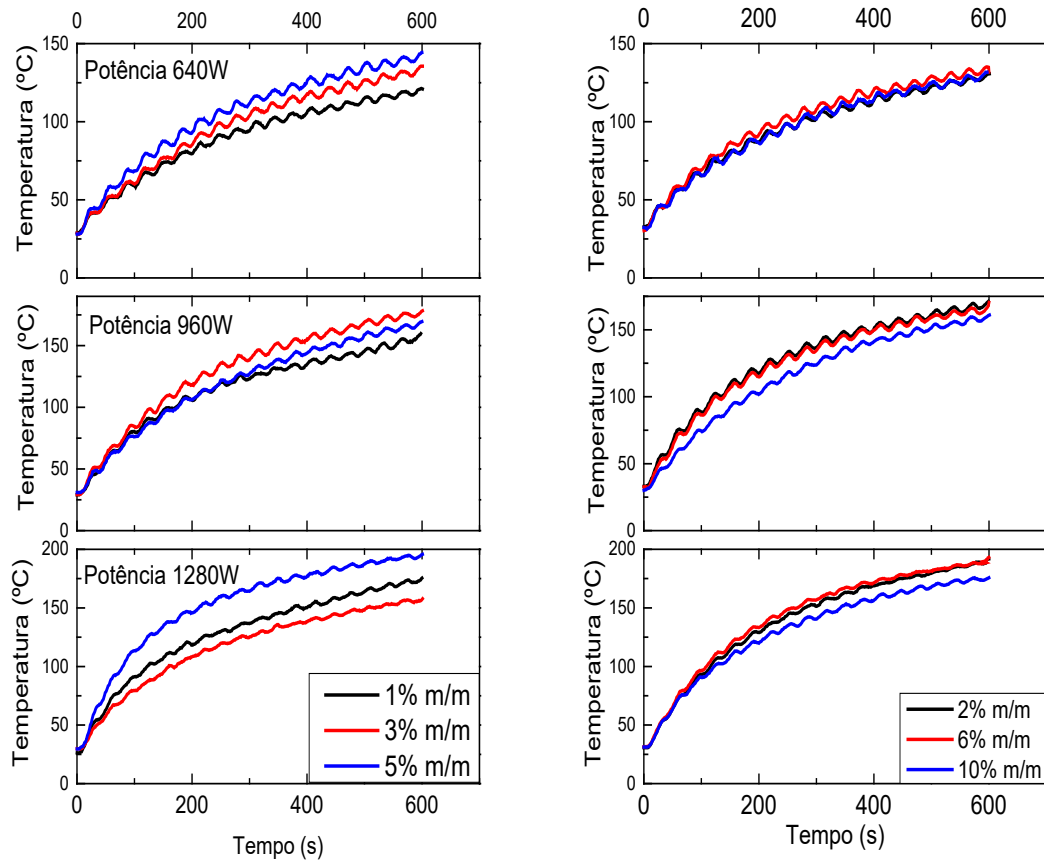 0 200 400 600
0 200 400 600
150
100
50
0
Temperatura (ºC)
Potência 640W
150
100
50
0
Temperatura (ºC)
150
100
50
0
Temperatura (ºC)
Potência 960W
150
100
50
0
Temperatura (ºC)
200
150
100
50
0
Temperatura (ºC)
Potência 1280W
1% m/m
3% m/m
5% m/m
0 200 400 600
Tempo (s)
200
150
100
50
0
Temperatura (ºC)
2% m/m
6% m/m
10% m/m
0 200 400 600
Tempo (s)